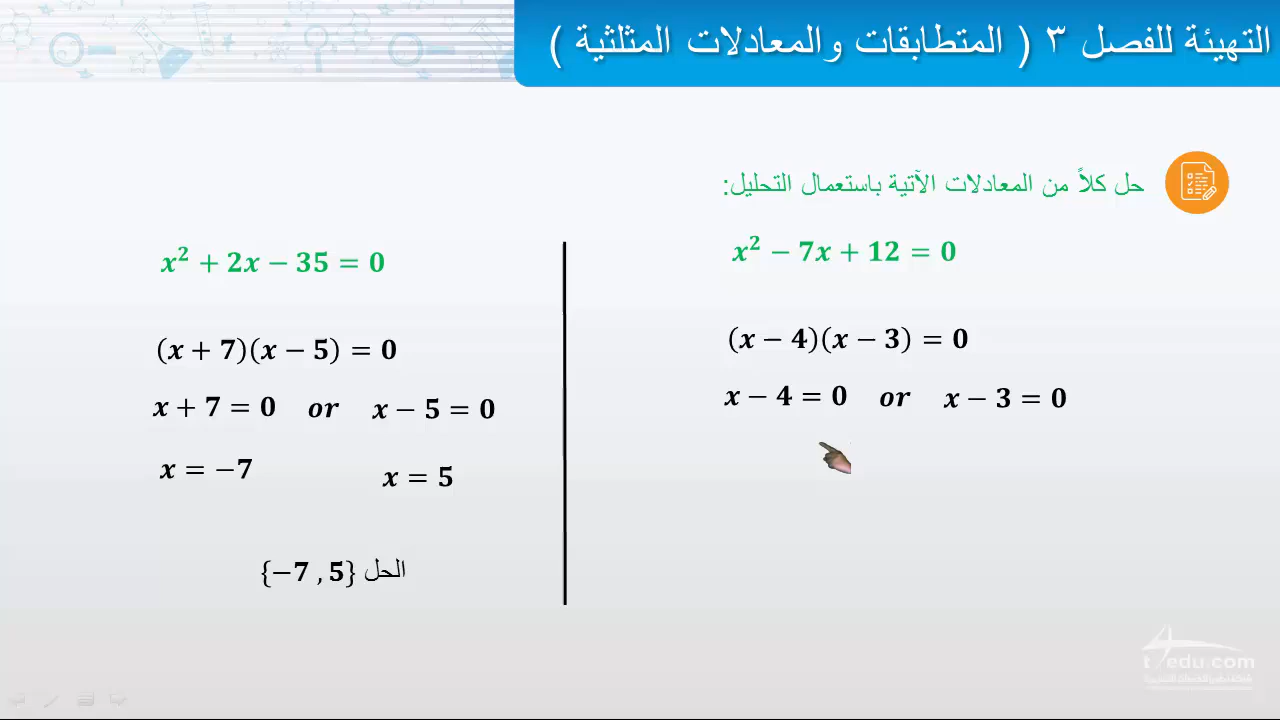 التهيئة للفصل ٣ ( المتطابقات والمعادلات المثلثية )
حل كلاً من المعادلات الآتية باستعمال التحليل:
x² − 7x + 12 = 0
(x − 4)(x − 3) = 0
x − 4 = 0 or x − 3 = 0
x² + 2x − 35 = 0
(x + 7)(x − 5) = 0
x + 7 = 0 or x − 5 = 0
x = −7 x = 5
الحل {−7 , 5}
t4edu.com